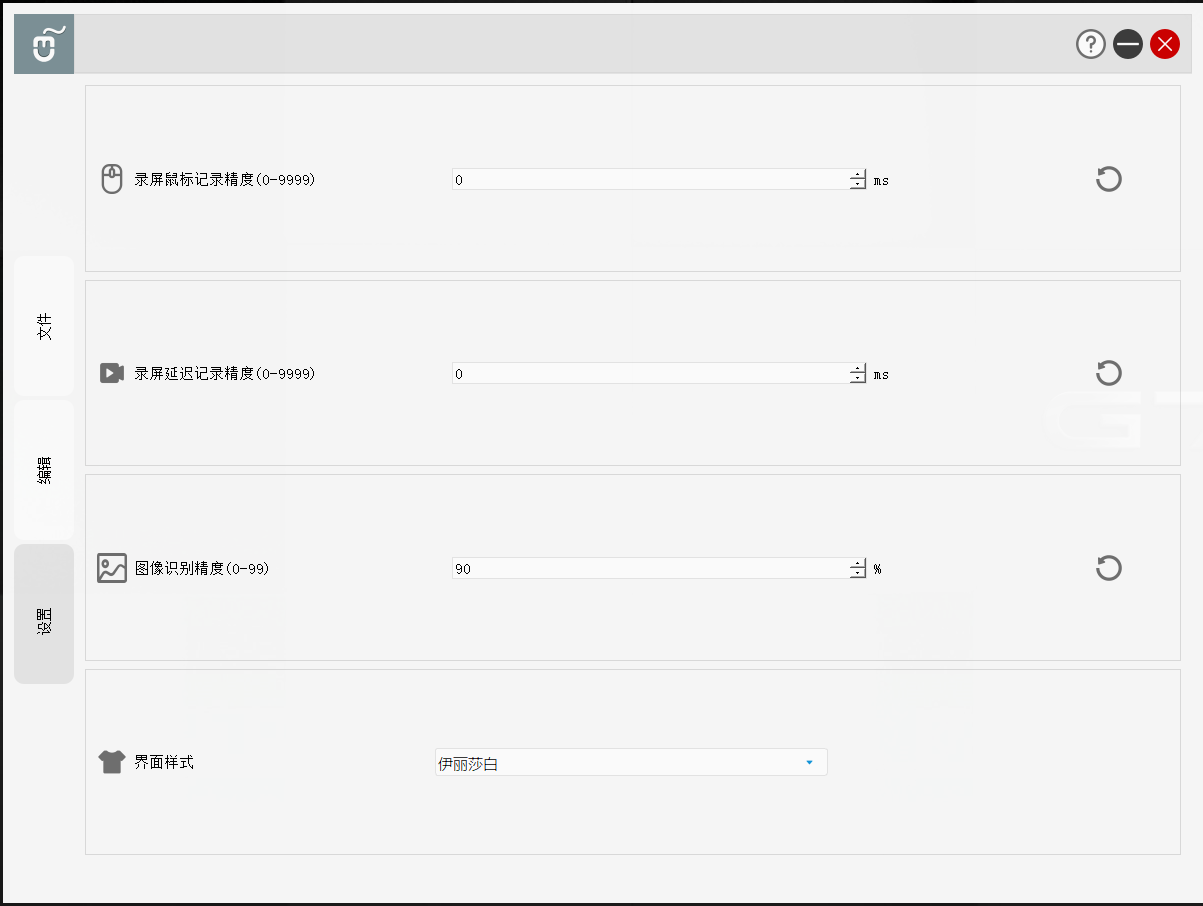 录屏鼠标记录精度(0-9999)
0
ms
文件
录屏延迟记录精度(0-9999)
0
ms
编辑
图像识别精度(0-99)
90
%
设置
界面样式
伊丽莎白